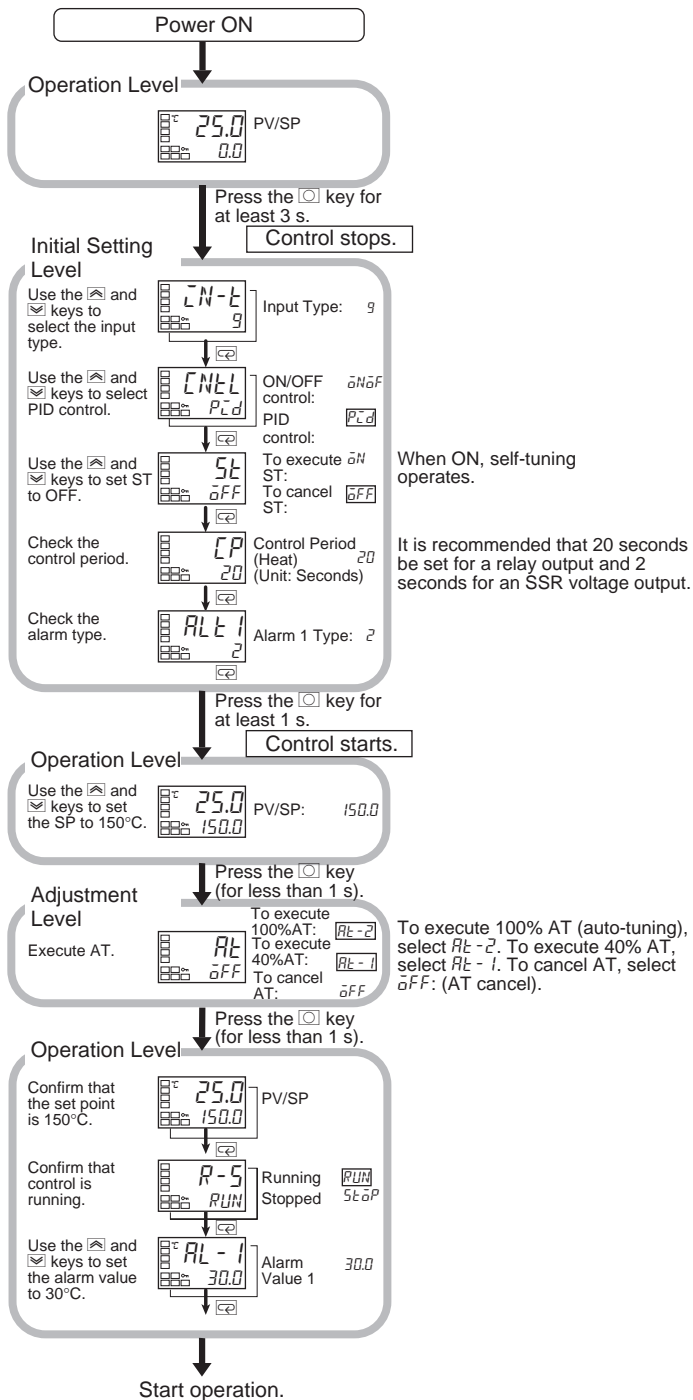 Power ON
Operation Level
°C 25.0
0.0
PV/SP
Press the O key for
at least 3 s.
Control stops.
Initial Setting
Level
Use the and
keys to
select the input
type.
iN-t
9
Input Type: 9
Use the and
keys to select
PID control.
CNtL
Pid
ON/OFF
control: oNoF
PID
control: Pid
Use the and
keys to set ST
to OFF.
St
oFF
To execute
ST: oN
To cancel
ST: oFF
When ON, self-tuning
operates.
Check the
control period.
CP
20
Control Period
(Heat) 20
(Unit: Seconds)
It is recommended that 20 seconds
be set for a relay output and 2
seconds for an SSR voltage output.
Check the
alarm type.
ALt1
2
Alarm 1 Type: 2
Press the O key for
at least 1 s.
Control starts.
Operation Level
Use the and
keys to set
the SP to 150°C.
°C 25.0
150.0
PV/SP: 150.0
Press the O key
(for less than 1 s).
Adjustment
Level
Execute AT.
At
oFF
To execute
100%AT: At-2
To execute
40%AT: At-1
To cancel
AT: oFF
To execute 100% AT (auto-tuning),
select At-2. To execute 40% AT,
select At-1. To cancel AT, select
oFF: (AT cancel).
Press the O key
(for less than 1 s).
Operation Level
Confirm that
the set point
is 150°C.
°C 25.0
150.0
PV/SP
Confirm that
control is
running.
R-S
RUN
Running RUN
Stopped StoP
Use the and
keys to set
the alarm value
to 30°C.
°C AL-1
30.0
Alarm
Value 1 30.0
Start operation.